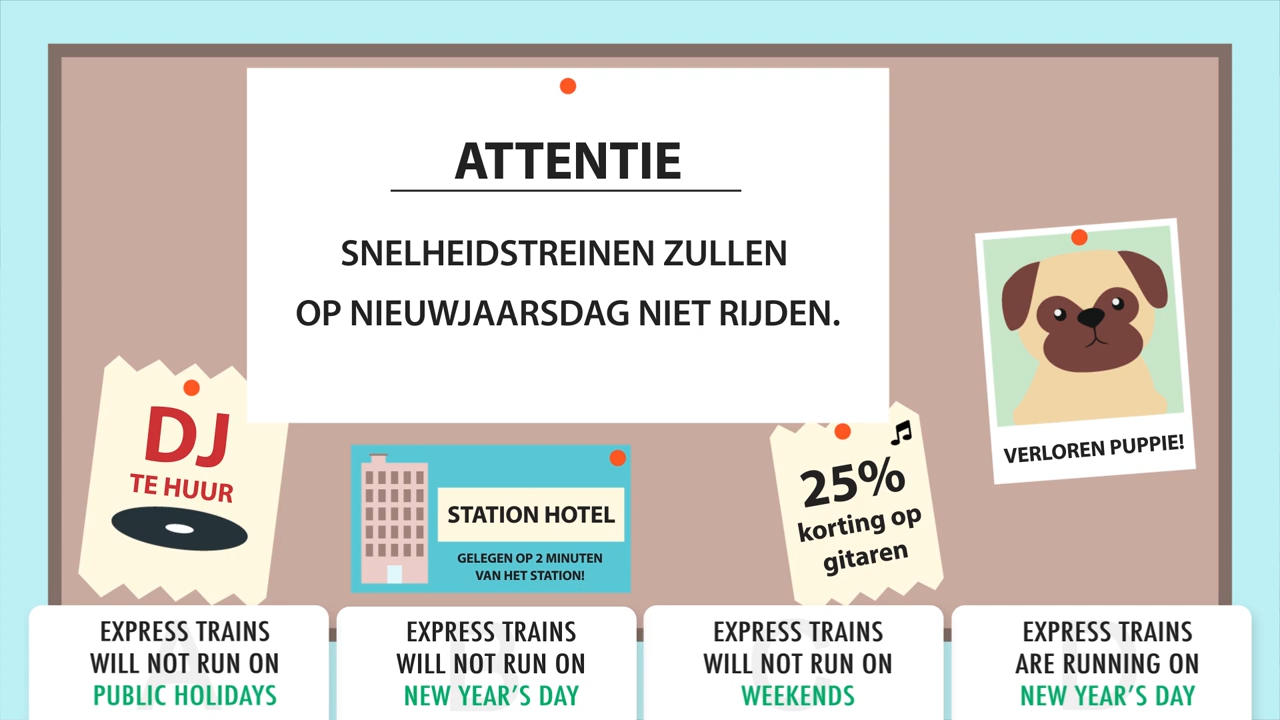 ATTENTIE
SNELHEIDSTREINEN ZULLEN
OP NIEUWJAARSDAG NIET RIJDEN.
DJ
TE HUUR
STATION HOTEL
GELEGEN OP 2 MINUTEN
VAN HET STATION!
25%
korting op
gitaren
VERLOREN PUPPIE!
EXPRESS TRAINS
WILL NOT RUN ON
PUBLIC HOLIDAYS
EXPRESS TRAINS
WILL NOT RUN ON
NEW YEAR'S DAY
EXPRESS TRAINS
WILL NOT RUN ON
WEEKENDS
EXPRESS TRAINS
ARE RUNNING ON
NEW YEAR'S DAY